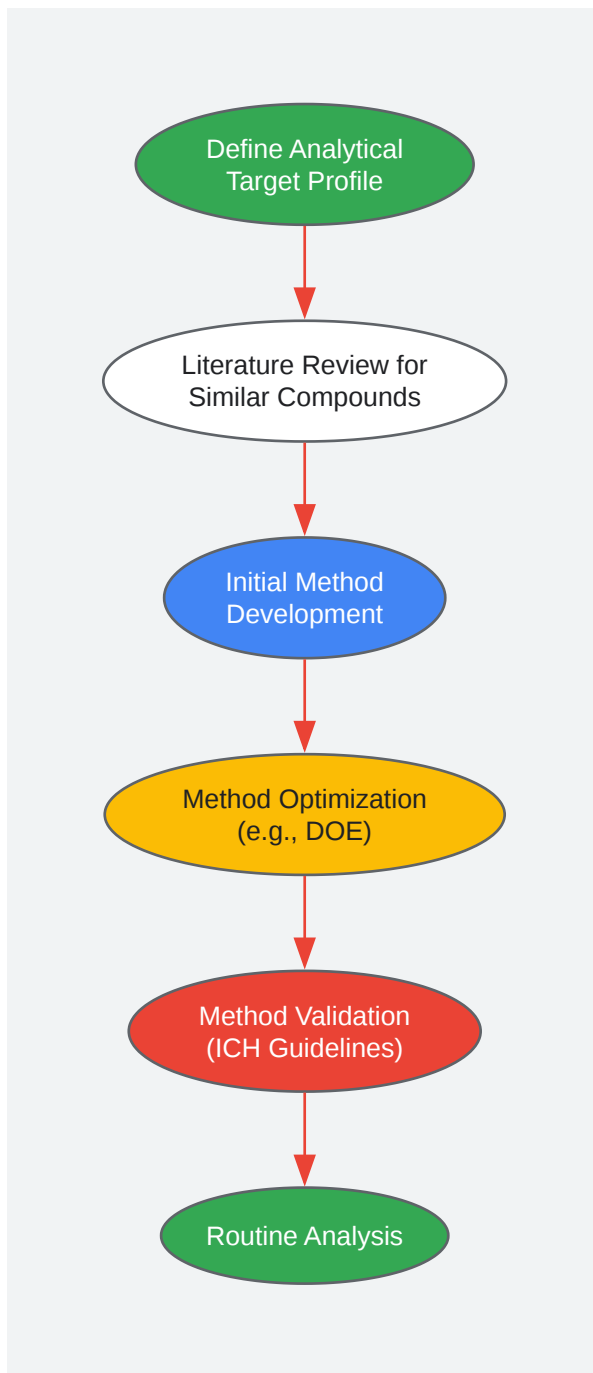 Define Analytical
Target Profile
Literature Review for
Similar Compounds
Initial Method
Development
Method Optimization
(e.g., DOE)
Method Validation
(ICH Guidelines)
Routine Analysis